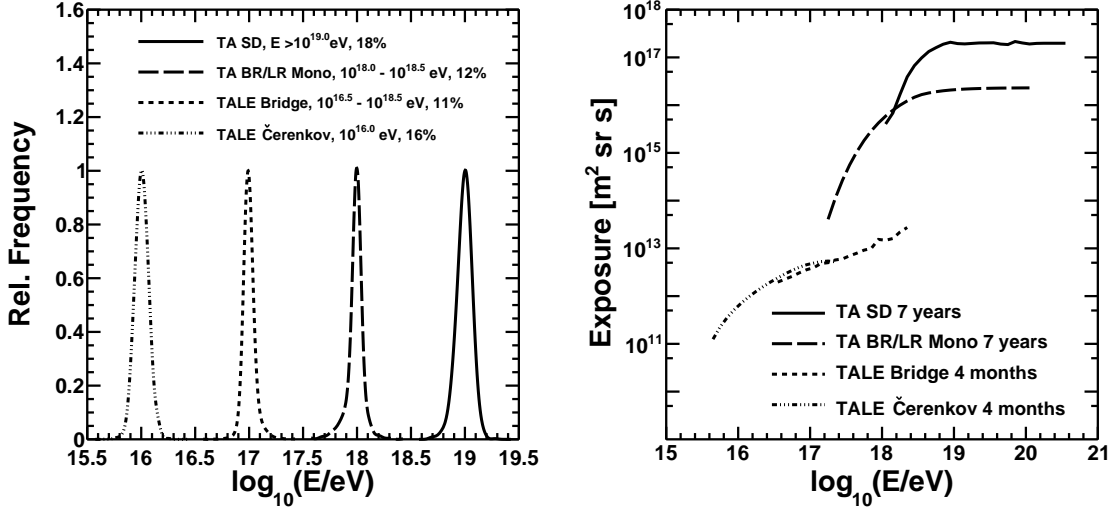 Rel. Frequency
1.6
1.4
1.2
1
0.8
0.6
0.4
0.2
0
TA SD, E >10^19.0 eV, 18%
TA BR/LR Mono, 10^18.0 - 10^18.5 eV, 12%
TALE Bridge, 10^16.5 - 10^18.5 eV, 11%
TALE Čerenkov, 10^16.0 eV, 16%
15.5 16 16.5 17 17.5 18 18.5 19 19.5
log_10(E/eV)
Exposure [m^2 sr s]
10^18
10^17
10^15
10^13
10^11
TA SD 7 years
TA BR/LR Mono 7 years
TALE Bridge 4 months
TALE Čerenkov 4 months
15 16 17 18 19 20 21
log_10(E/eV)